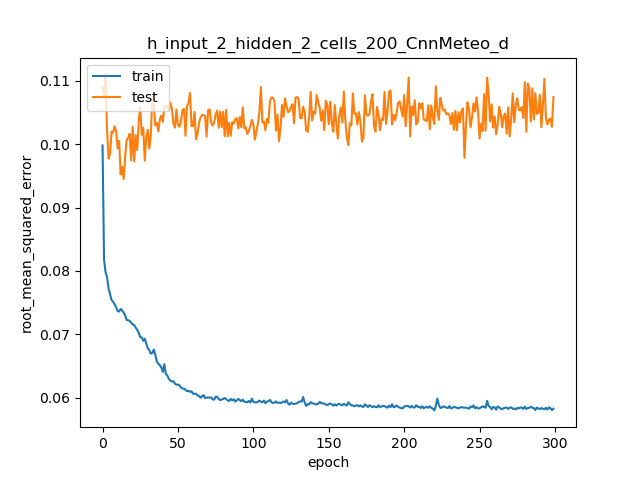 h_input_2_hidden_2_cells_200_CnnMeteo_d
train
test
root_mean_squared_error
0.11
0.10
0.09
0.08
0.07
0.06
0 50 100 150 200 250 300
epoch